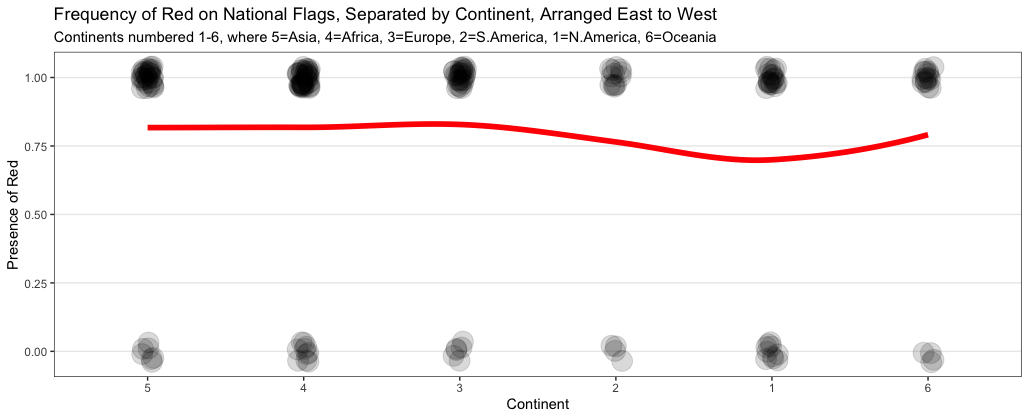 Frequency of Red on National Flags, Separated by Continent, Arranged East to West
Continents numbered 1-6, where 5=Asia, 4=Africa, 3=Europe, 2=S.America, 1=N.America, 6=Oceania
Presence of Red
1.00
0.75
0.50
0.25
0.00
5 4 3 2 1 6
Continent